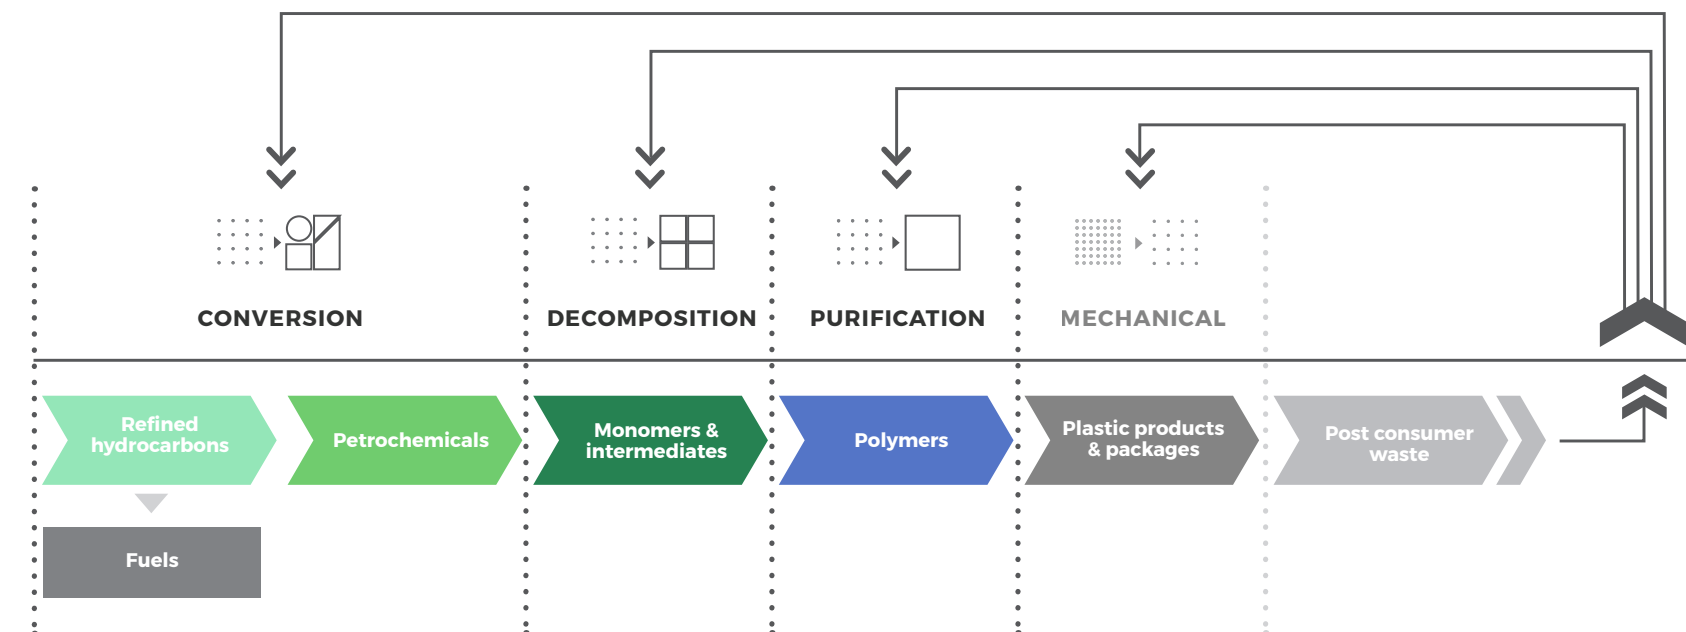 CONVERSION
DECOMPOSITION
PURIFICATION
MECHANICAL
Refined
hydrocarbons
Petrochemicals
Monomers &
intermediates
Polymers
Plastic products
& packages
Post consumer
waste
Fuels